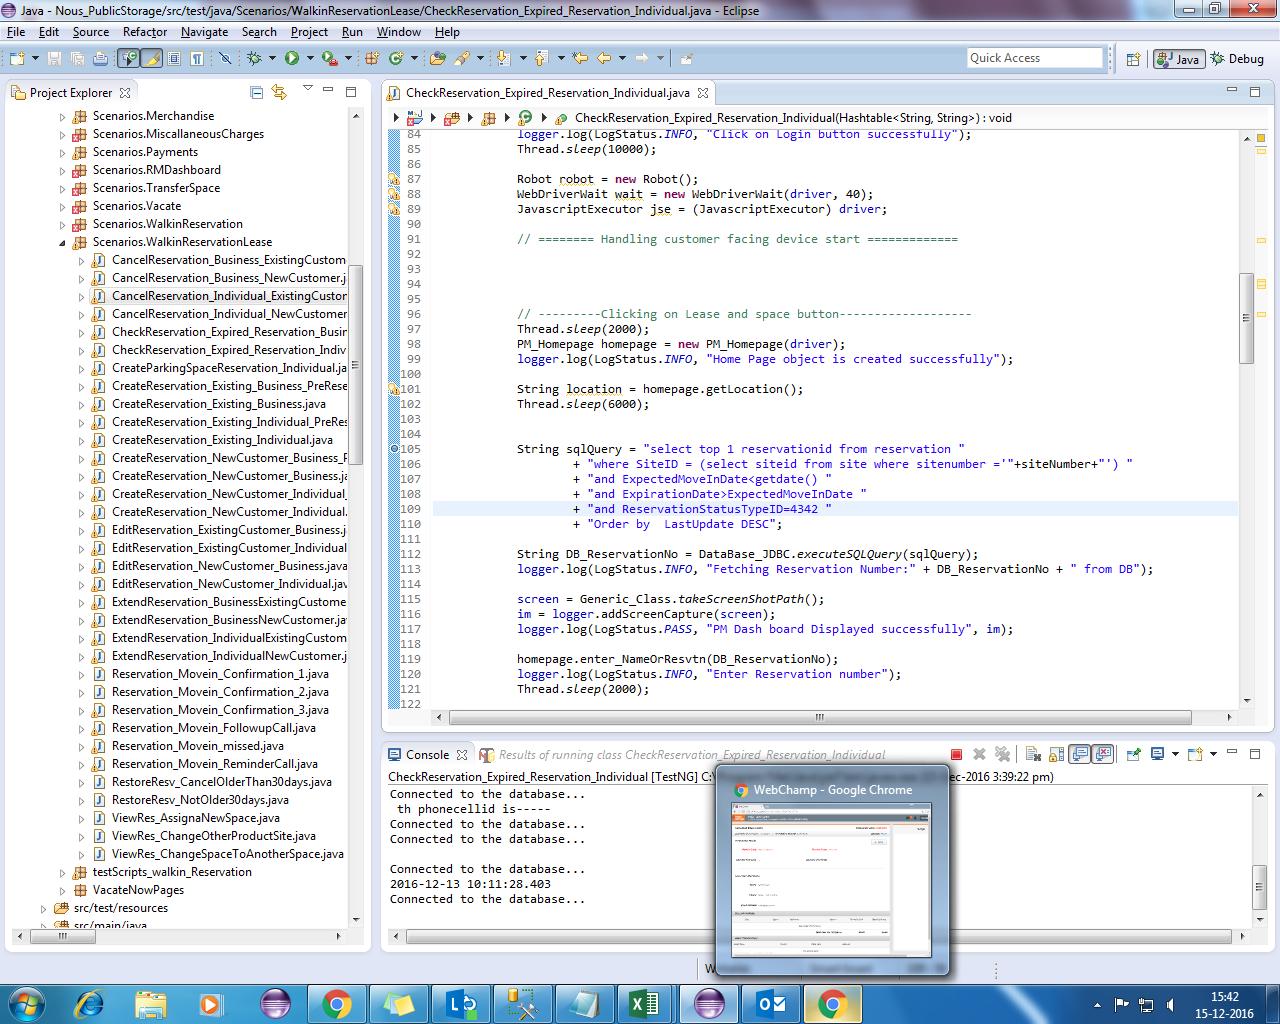 Java - Nous_PublicStorage/src/test/java/Scenarios/WalkinReservationLease/CheckReservation_Expired_Reservation_Individual.java - Eclipse
File Edit Source Refactor Navigate Search Project Run Window Help
Quick Access
Java
Debug
Project Explorer
Scenarios.Merchandise
Scenarios.MiscallaneousCharges
Scenarios.Payments
Scenarios.RMDashboard
Scenarios.TransferSpace
Scenarios.Vacate
Scenarios.WalkinReservation
Scenarios.WalkinReservationLease
CancelReservation_Business_ExistingCustom
CancelReservation_Business_NewCustomer.j
CancelReservation_Individual_ExistingCustor
CancelReservation_Individual_NewCustomer
CheckReservation_Expired_Reservation_Busin
CheckReservation_Expired_Reservation_Indiv
CreateParkingSpaceReservation_Individual.ja
CreateReservation_Existing_Business_PreRese
CreateReservation_Existing_Business.java
CreateReservation_Existing_Individual_PreRes
CreateReservation_Existing_Individual.java
CreateReservation_NewCustomer_Business_P
CreateReservation_NewCustomer_Business.ja
CreateReservation_NewCustomer_Individual_
CreateReservation_NewCustomer_Individual.
EditReservation_ExistingCustomer_Business.j
EditReservation_ExistingCustomer_Individual
EditReservation_NewCustomer_Business.java
EditReservation_NewCustomer_Individual.jav
ExtendReservation_BusinessExistingCustome
ExtendReservation_BusinessNewCustomer.jav
ExtendReservation_IndividualExistingCustom
ExtendReservation_IndividualNewCustomer.j
Reservation_Movein_Confirmation_1.java
Reservation_Movein_Confirmation_2.java
Reservation_Movein_Confirmation_3.java
Reservation_Movein_FollowupCall.java
Reservation_Movein_missed.java
Reservation_Movein_ReminderCall.java
RestoreResv_CancelOlderThan30days.java
RestoreResv_NotOlder30days.java
ViewRes_AssignaNewSpace.java
ViewRes_ChangeOtherProductSite.java
ViewRes_ChangeSpaceToAnotherSpace.java
testScripts_walkin_Reservation
VacateNowPages
src/test/resources
src/main/java
CheckReservation_Expired_Reservation_Individual.java
CheckReservation_Expired_Reservation_Individual(Hashtable<String, String>) : void
84 logger.log(LogStatus.INFO, "Click on Login button successfully");
85 Thread.sleep(10000);
86
87 Robot robot = new Robot();
88 WebDriverWait wait = new WebDriverWait(driver, 40);
89 JavascriptExecutor jse = (JavascriptExecutor) driver;
90
91 // ======== Handling customer facing device start =============
92
93
94
95
96 // ---------Clicking on Lease and space button-------------------
97 Thread.sleep(2000);
98 PM_Homepage homepage = new PM_Homepage(driver);
99 logger.log(LogStatus.INFO, "Home Page object is created successfully");
100
101 String location = homepage.getLocation();
102 Thread.sleep(6000);
103
104
105 String sqlQuery = "select top 1 reservationid from reservation "
106 + "where SiteID = (select siteid from site where sitenumber ='"+siteNumber+"') "
107 + "and ExpectedMoveInDate<getdate() "
108 + "and ExpirationDate>ExpectedMoveInDate "
109 + "and ReservationStatusTypeID=4342 "
110 + "Order by LastUpdate DESC";
111
112 String DB_ReservationNo = DataBase_JDBC.executeSQLQuery(sqlQuery);
113 logger.log(LogStatus.INFO, "Fetching Reservation Number:" + DB_ReservationNo + " from DB");
114
115 screen = Generic_Class.takeScreenShotPath();
116 im = logger.addScreenCapture(screen);
117 logger.log(LogStatus.PASS, "PM Dash board Displayed successfully", im);
118
119 homepage.enter_NameOrResvtn(DB_ReservationNo);
120 logger.log(LogStatus.INFO, "Enter Reservation number");
121 Thread.sleep(2000);
122
Console
Results of running class CheckReservation_Expired_Reservation_Individual
CheckReservation_Expired_Reservation_Individual [TestNG] C:\
-2016 3:39:22 pm)
Connected to the database...
th phonecellid is-----
Connected to the database...
Connected to the database...
Connected to the database...
2016-12-13 10:11:28.403
Connected to the database...
WebChamp - Google Chrome
15:42
15-12-2016